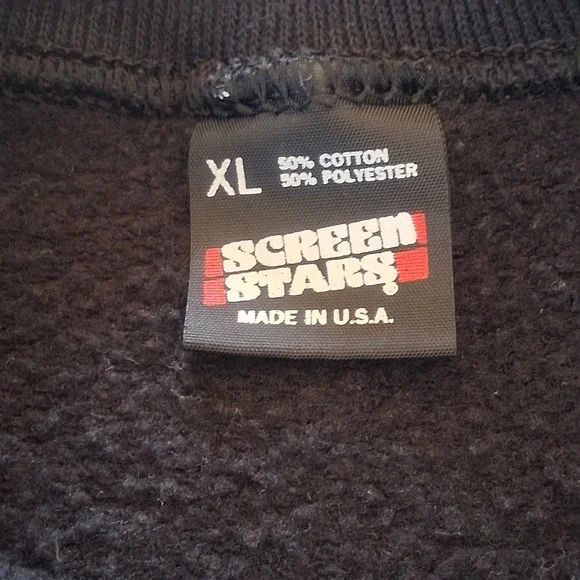 XL 50% COTTON
50% POLYESTER
SCREEN
STARS®
MADE IN U.S.A.